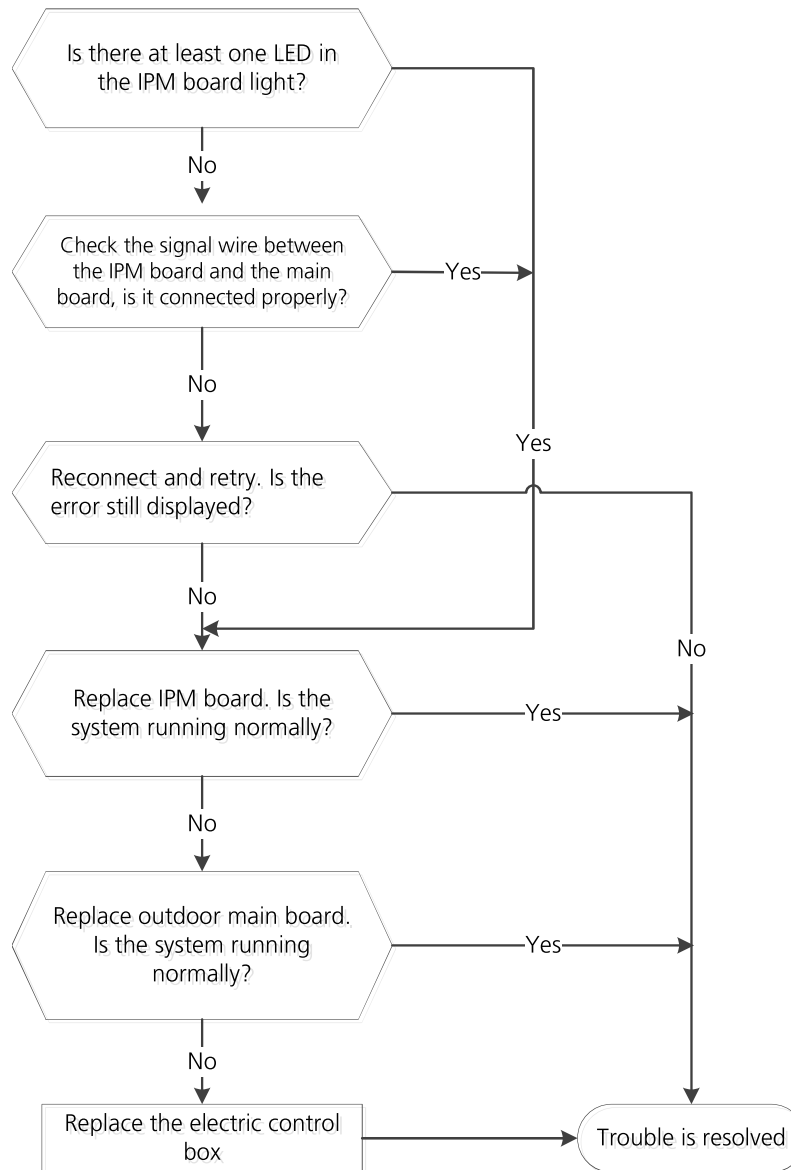 Is there at least one LED in
the IPM board light?
No
Check the signal wire between
the IPM board and the main
board, is it connected properly?
Yes
No
Yes
Reconnect and retry. Is the
error still displayed?
No
No
Replace IPM board. Is the
system running normally?
Yes
No
Replace outdoor main board.
Is the system running
normally?
Yes
No
Replace the electric control
box
Trouble is resolved